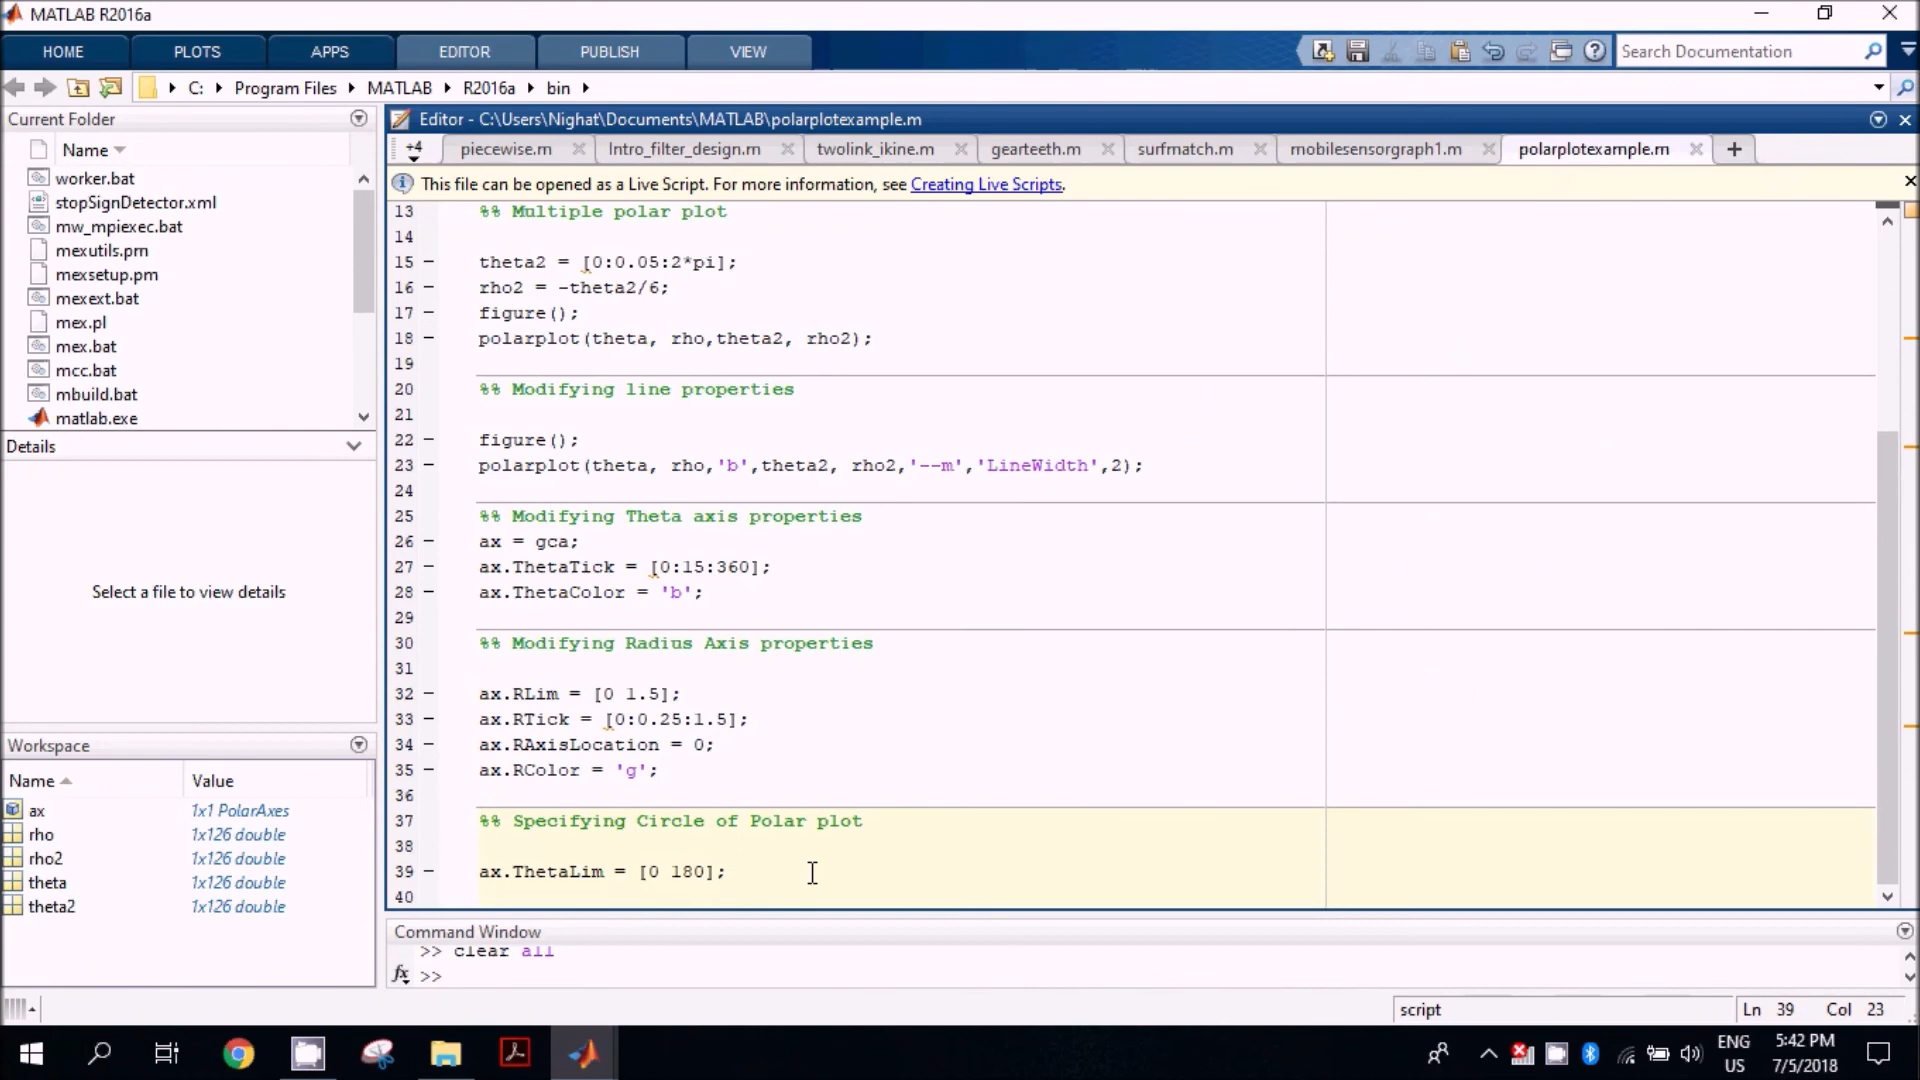 MATLAB R2016a
HOME PLOTS APPS EDITOR PUBLISH VIEW
Search Documentation
C: Program Files MATLAB R2016a bin
Current Folder
Name
worker.bat
stopSignDetector.xml
mw_mpiexec.bat
mexutils.pm
mexsetup.pm
mexext.bat
mex.pl
mex.bat
mcc.bat
mbuild.bat
matlab.exe
Details
Select a file to view details
Workspace
Name Value
ax 1x1 PolarAxes
rho 1x126 double
rho2 1x126 double
theta 1x126 double
theta2 1x126 double
Editor - C:\Users\Nighat\Documents\MATLAB\polarplotexample.m
+4 piecewise.m Intro_filter_design.m twolink_ikine.m gearteeth.m surfmatch.m mobilesensorgraph1.m polarplotexample.m
This file can be opened as a Live Script. For more information, see Creating Live Scripts.
13 %% Multiple polar plot
14
15 – theta2 = [0:0.05:2*pi];
16 – rho2 = -theta2/6;
17 – figure();
18 – polarplot(theta, rho,theta2, rho2);
19
20 %% Modifying line properties
21
22 – figure();
23 – polarplot(theta, rho,'b',theta2, rho2,'--m','LineWidth',2);
24
25 %% Modifying Theta axis properties
26 – ax = gca;
27 – ax.ThetaTick = [0:15:360];
28 – ax.ThetaColor = 'b';
29
30 %% Modifying Radius Axis properties
31
32 – ax.RLim = [0 1.5];
33 – ax.RTick = [0:0.25:1.5];
34 – ax.RAxisLocation = 0;
35 – ax.RColor = 'g';
36
37 %% Specifying Circle of Polar plot
38
39 – ax.ThetaLim = [0 180];
40
Command Window
>> clear all
fx >>
script Ln 39 Col 23
ENG 5:42 PM
US 7/5/2018